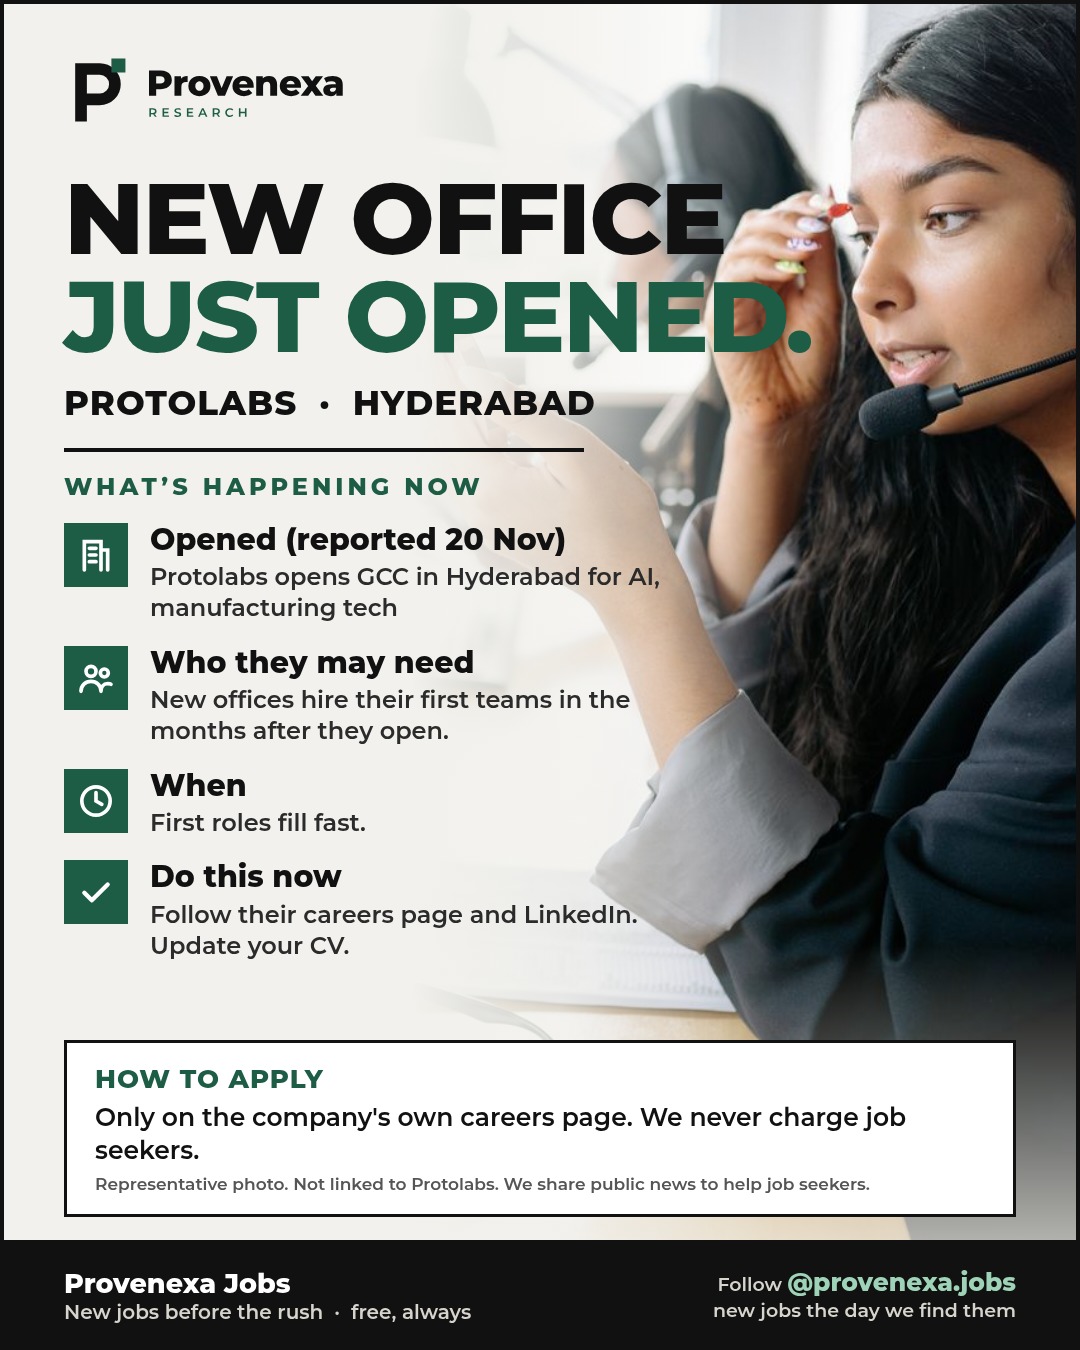 Provenexa
RESEARCH
NEW OFFICE
JUST OPENED.
PROTOLABS · HYDERABAD
WHAT’S HAPPENING NOW
Opened (reported 20 Nov)
Protolabs opens GCC in Hyderabad for AI,
manufacturing tech
Who they may need
New offices hire their first teams in the
months after they open.
When
First roles fill fast.
Do this now
Follow their careers page and LinkedIn.
Update your CV.
HOW TO APPLY
Only on the company's own careers page. We never charge job
seekers.
Representative photo. Not linked to Protolabs. We share public news to help job seekers.
Provenexa Jobs
New jobs before the rush · free, always
Follow @provenexa.jobs
new jobs the day we find them